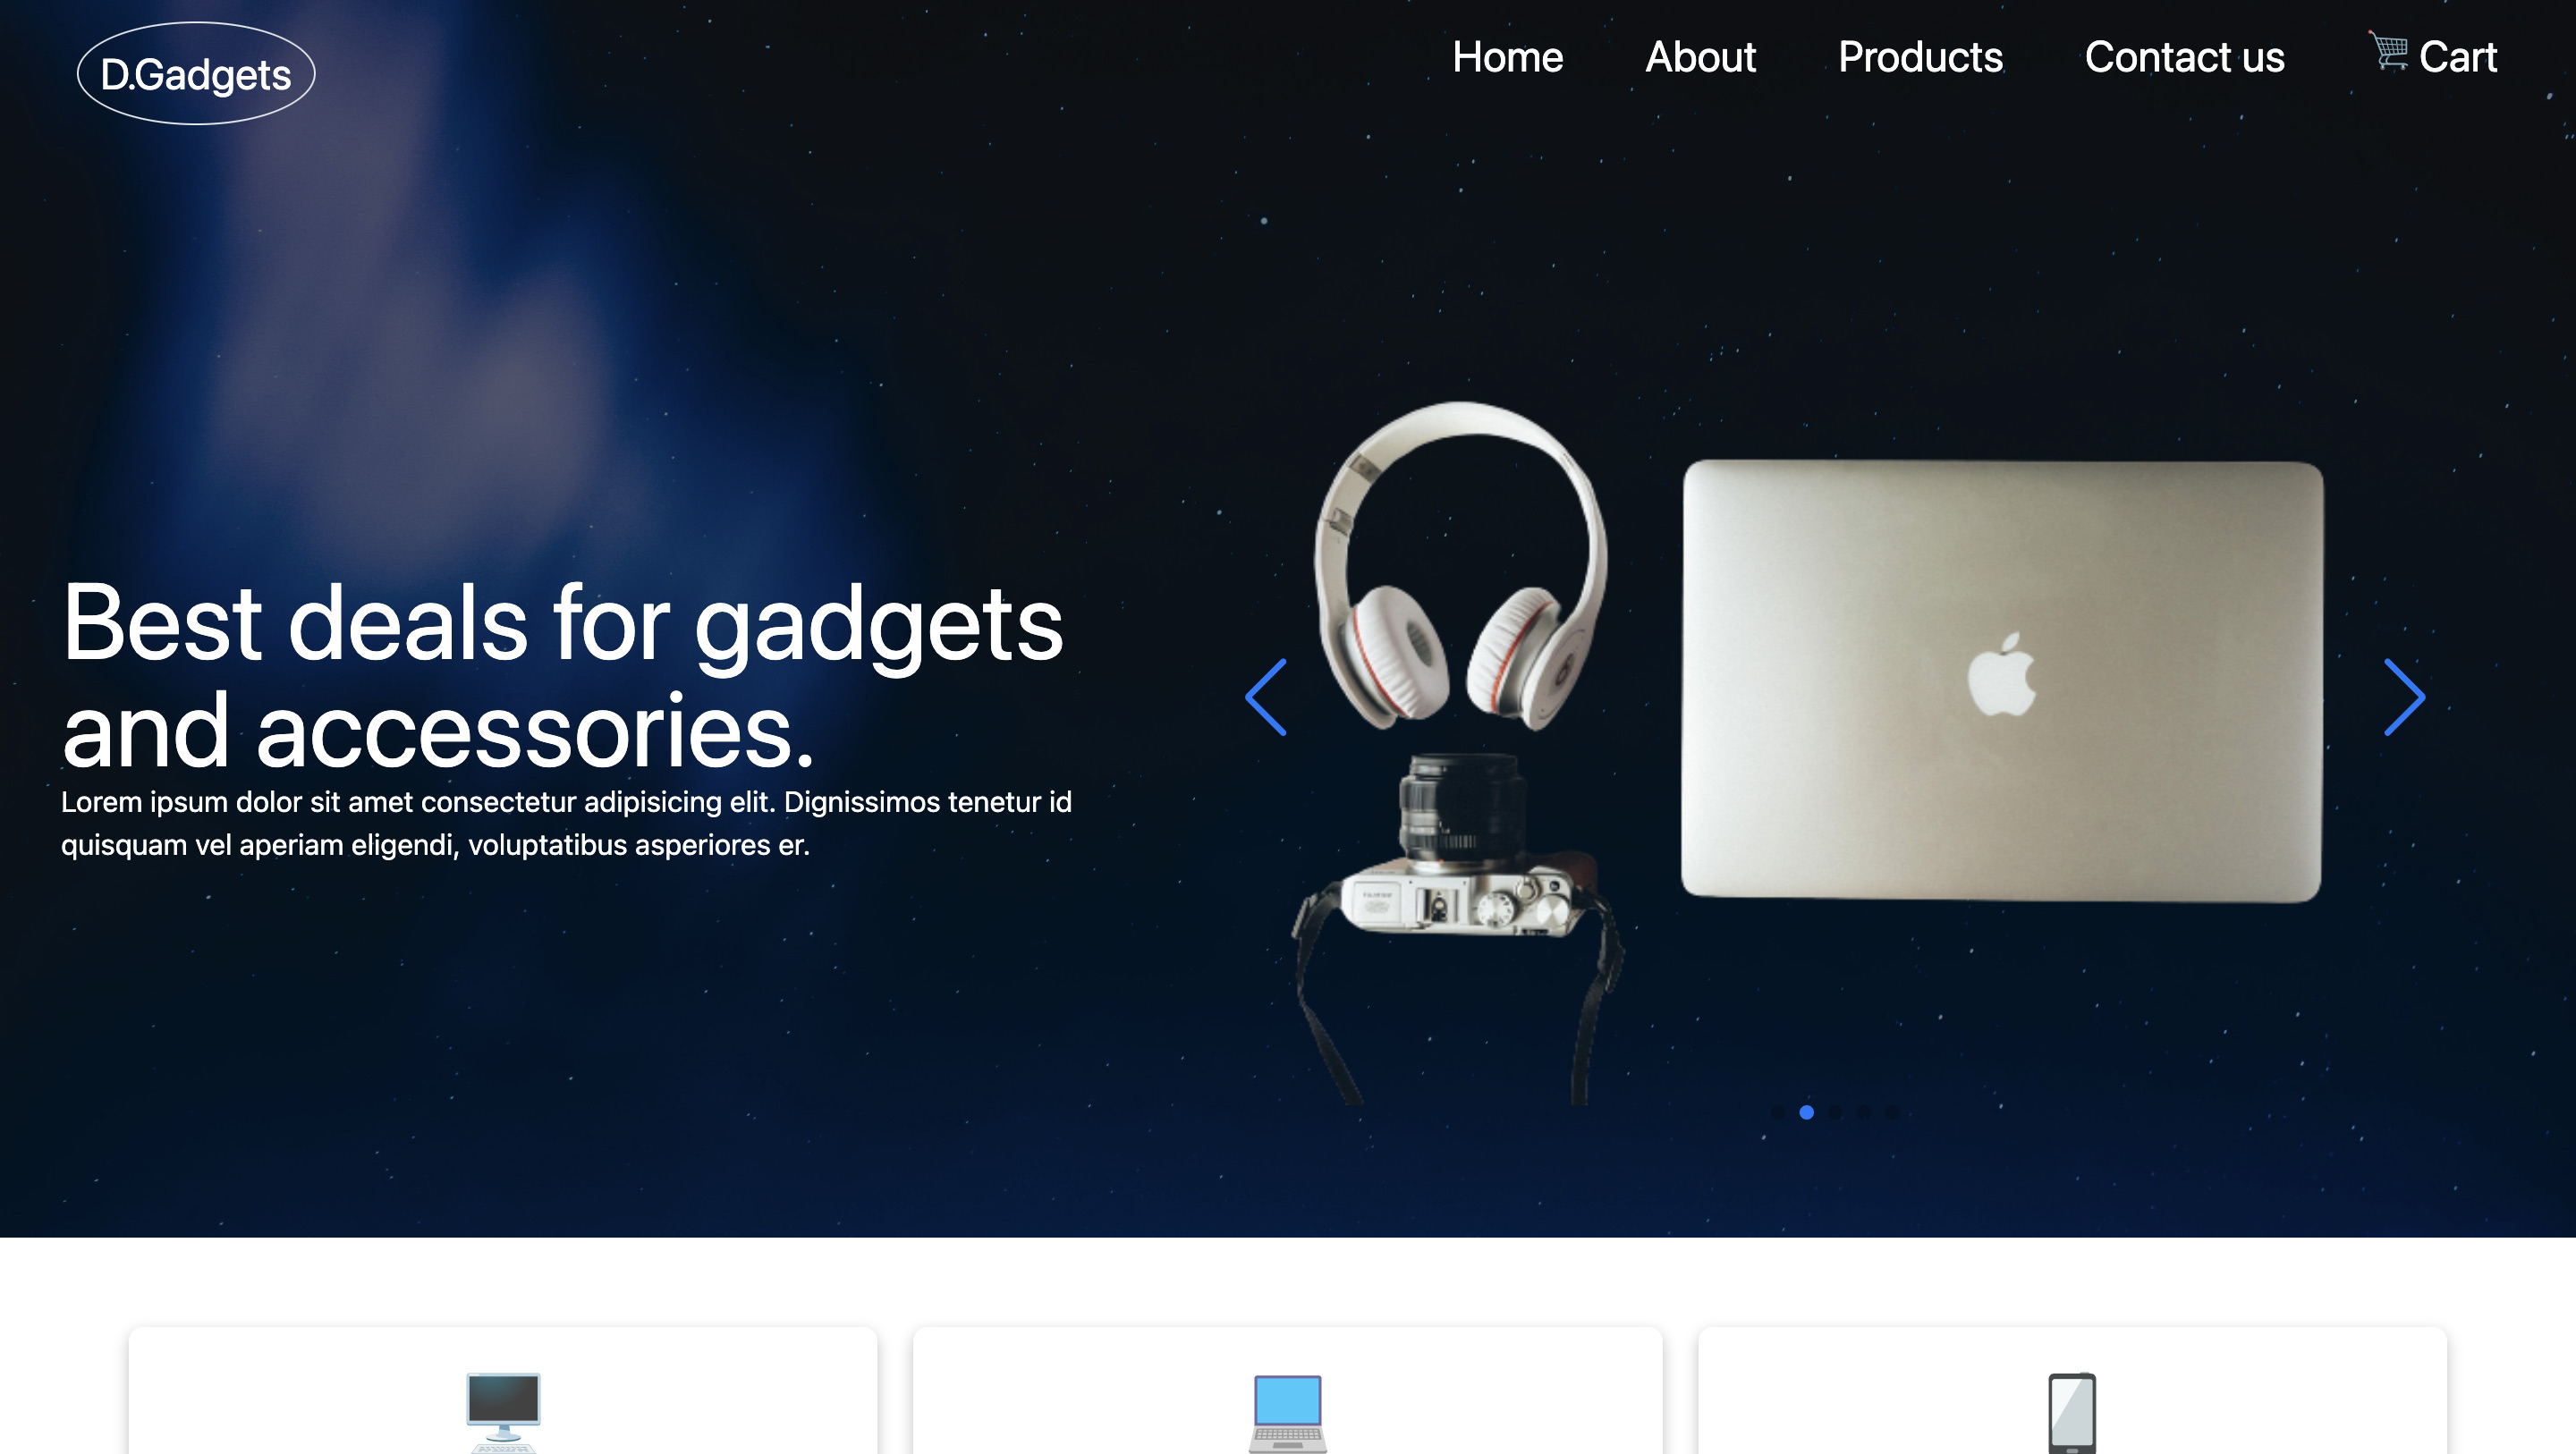 D.Gadgets
Home About Products Contact us Cart
Best deals for gadgets
and accessories.
Lorem ipsum dolor sit amet consectetur adipisicing elit. Dignissimos tenetur id
quisquam vel aperiam eligendi, voluptatibus asperiores er.